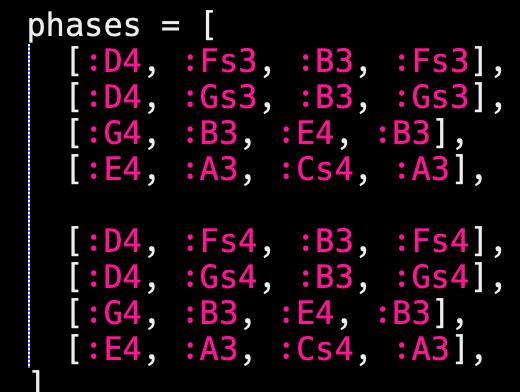 phases = [
[:D4, :Fs3, :B3, :Fs3],
[:D4, :Gs3, :B3, :Gs3],
[:G4, :B3, :E4, :B3],
[:E4, :A3, :Cs4, :A3],
[:D4, :Fs4, :B3, :Fs4],
[:D4, :Gs4, :B3, :Gs4],
[:G4, :B3, :E4, :B3],
[:E4, :A3, :Cs4, :A3],
]